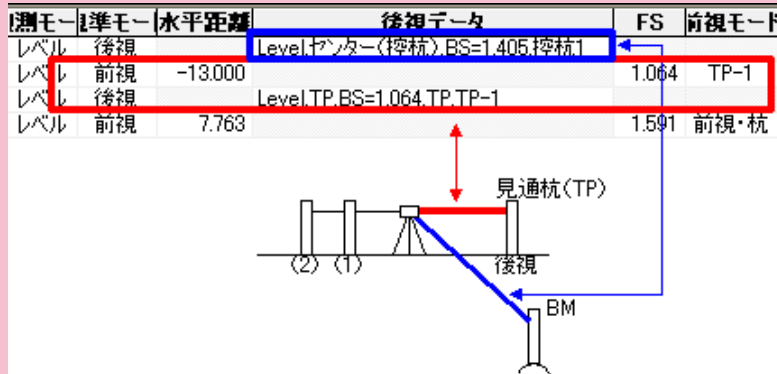 測モー 準モー 水平距離 後視データ FS 前視モード
レベル 後視 Level,センター(控杭),BS=1.405,控杭1
レベル 前視 -13.000 1.064 TP-1
レベル 後視 Level,TP,BS=1.064,TP,TP-1
レベル 前視 7.763 1.591 前視・杭
見通杭(TP)
(2) (1) 後視
BM